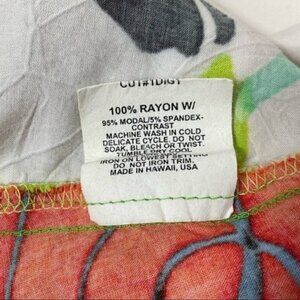 CUT#1DIG1
100% RAYON W/
95% MODAL/5% SPANDEX-
CONTRAST
MACHINE WASH IN COLD
DELICATE CYCLE. DO NOT
SOAK, BLEACH OR TWIST.
TUMBLE DRY COOL
IRON ON LOWEST SETTING
DO NOT IRON TRIM.
MADE IN HAWAII, USA